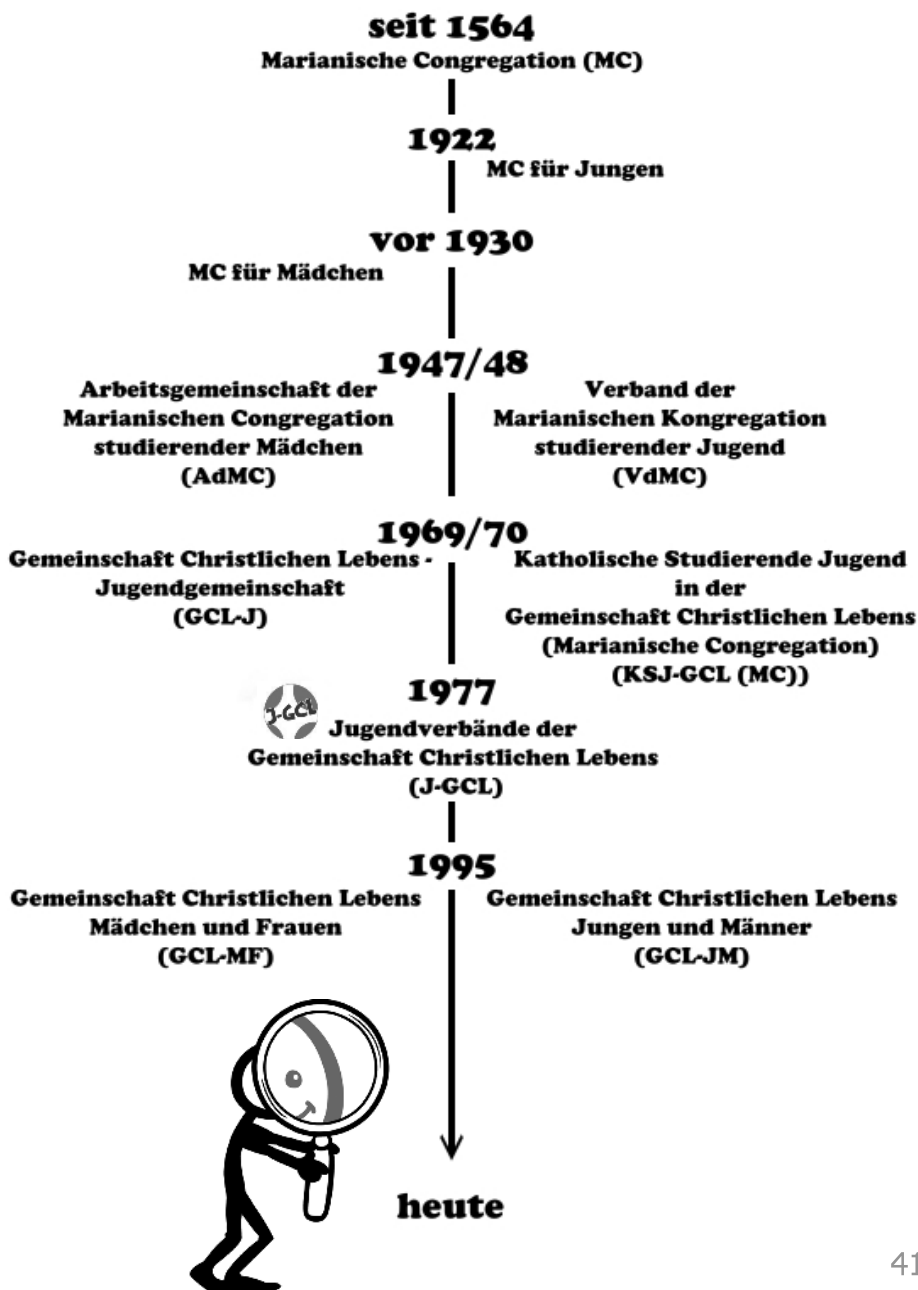 seit 1564
Marianische Congregation (MC)
1922
MC für Jungen
vor 1930
MC für Mädchen
1947/48
Arbeitsgemeinschaft der
Marianischen Congregation
studierender Mädchen
(AdMC)
Verband der
Marianischen Kongregation
studierender Jugend
(VdMC)
1969/70
Gemeinschaft Christlichen Lebens -
Jugendgemeinschaft
(GCL-J)
Katholische Studierende Jugend
in der
Gemeinschaft Christlichen Lebens
(Marianische Congregation)
(KSJ-GCL (MC))
1977
J-GCL
Jugendverbände der
Gemeinschaft Christlichen Lebens
(J-GCL)
1995
Gemeinschaft Christlichen Lebens
Mädchen und Frauen
(GCL-MF)
Gemeinschaft Christlichen Lebens
Jungen und Männer
(GCL-JM)
heute
41